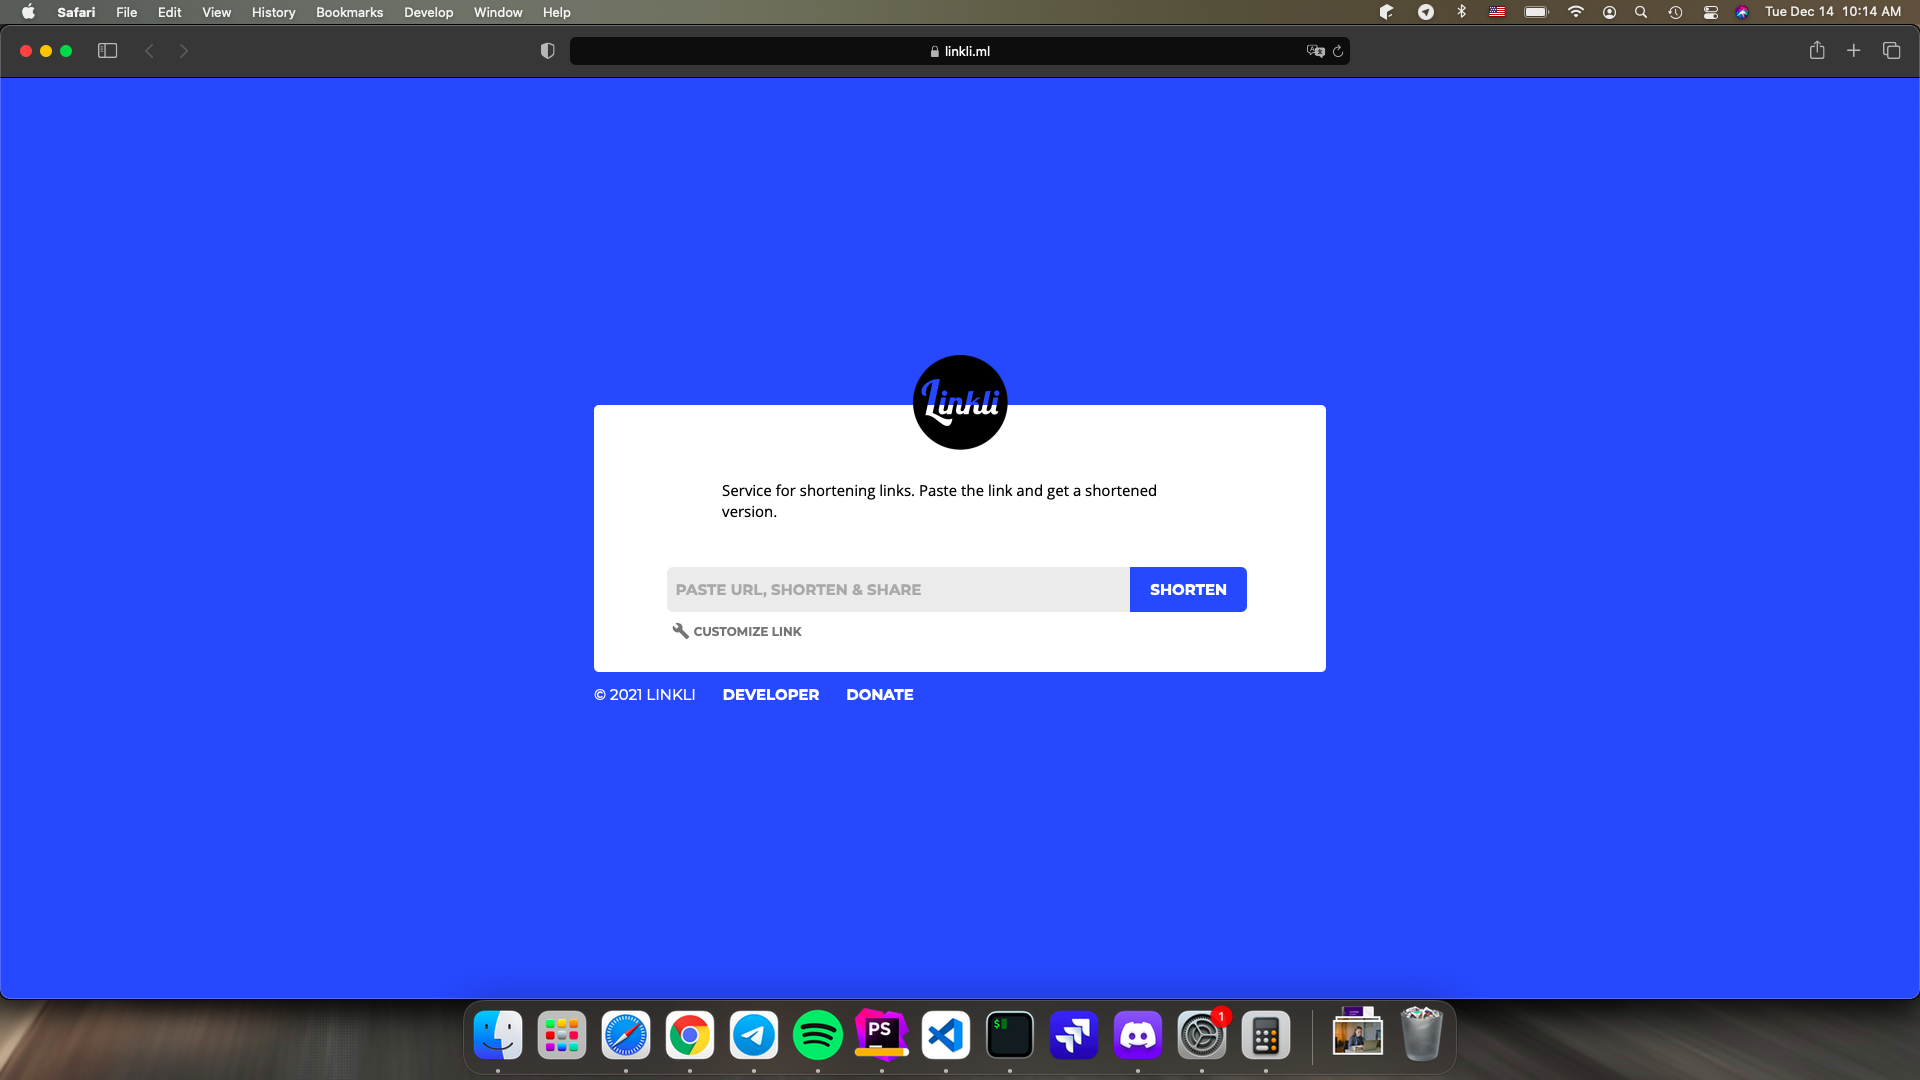 Safari File Edit View History Bookmarks Develop Window Help Tue Dec 14 10:14 AM
linkli.ml
Linkli
Service for shortening links. Paste the link and get a shortened
version.
PASTE URL, SHORTEN & SHARE SHORTEN
CUSTOMIZE LINK
© 2021 LINKLI DEVELOPER DONATE
PS $ 1